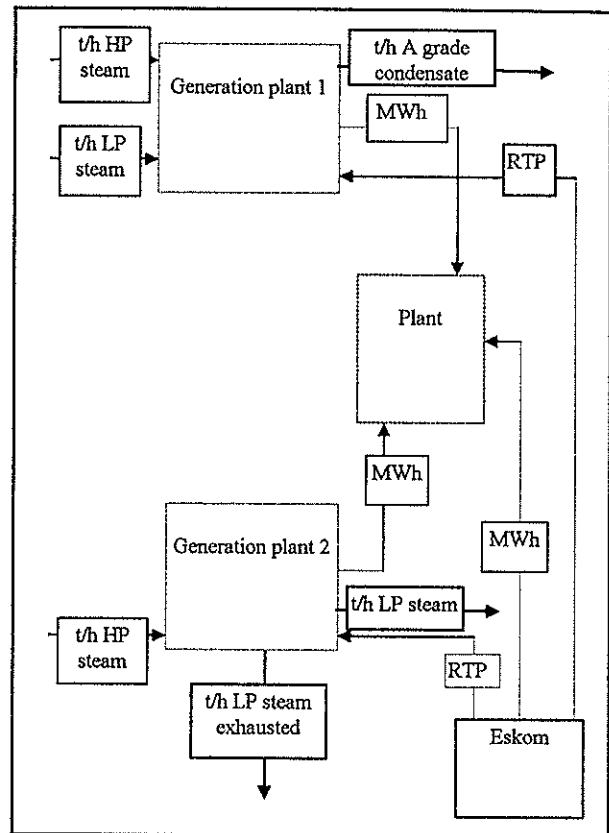 t/h HP
steam
t/h A grade
condensate
Generation plant 1
MWh
t/h LP
steam
RTP
Plant
MWh
Generation plant 2
MWh
t/h LP steam
t/h HP
steam
RTP
t/h LP steam
exhausted
Eskom